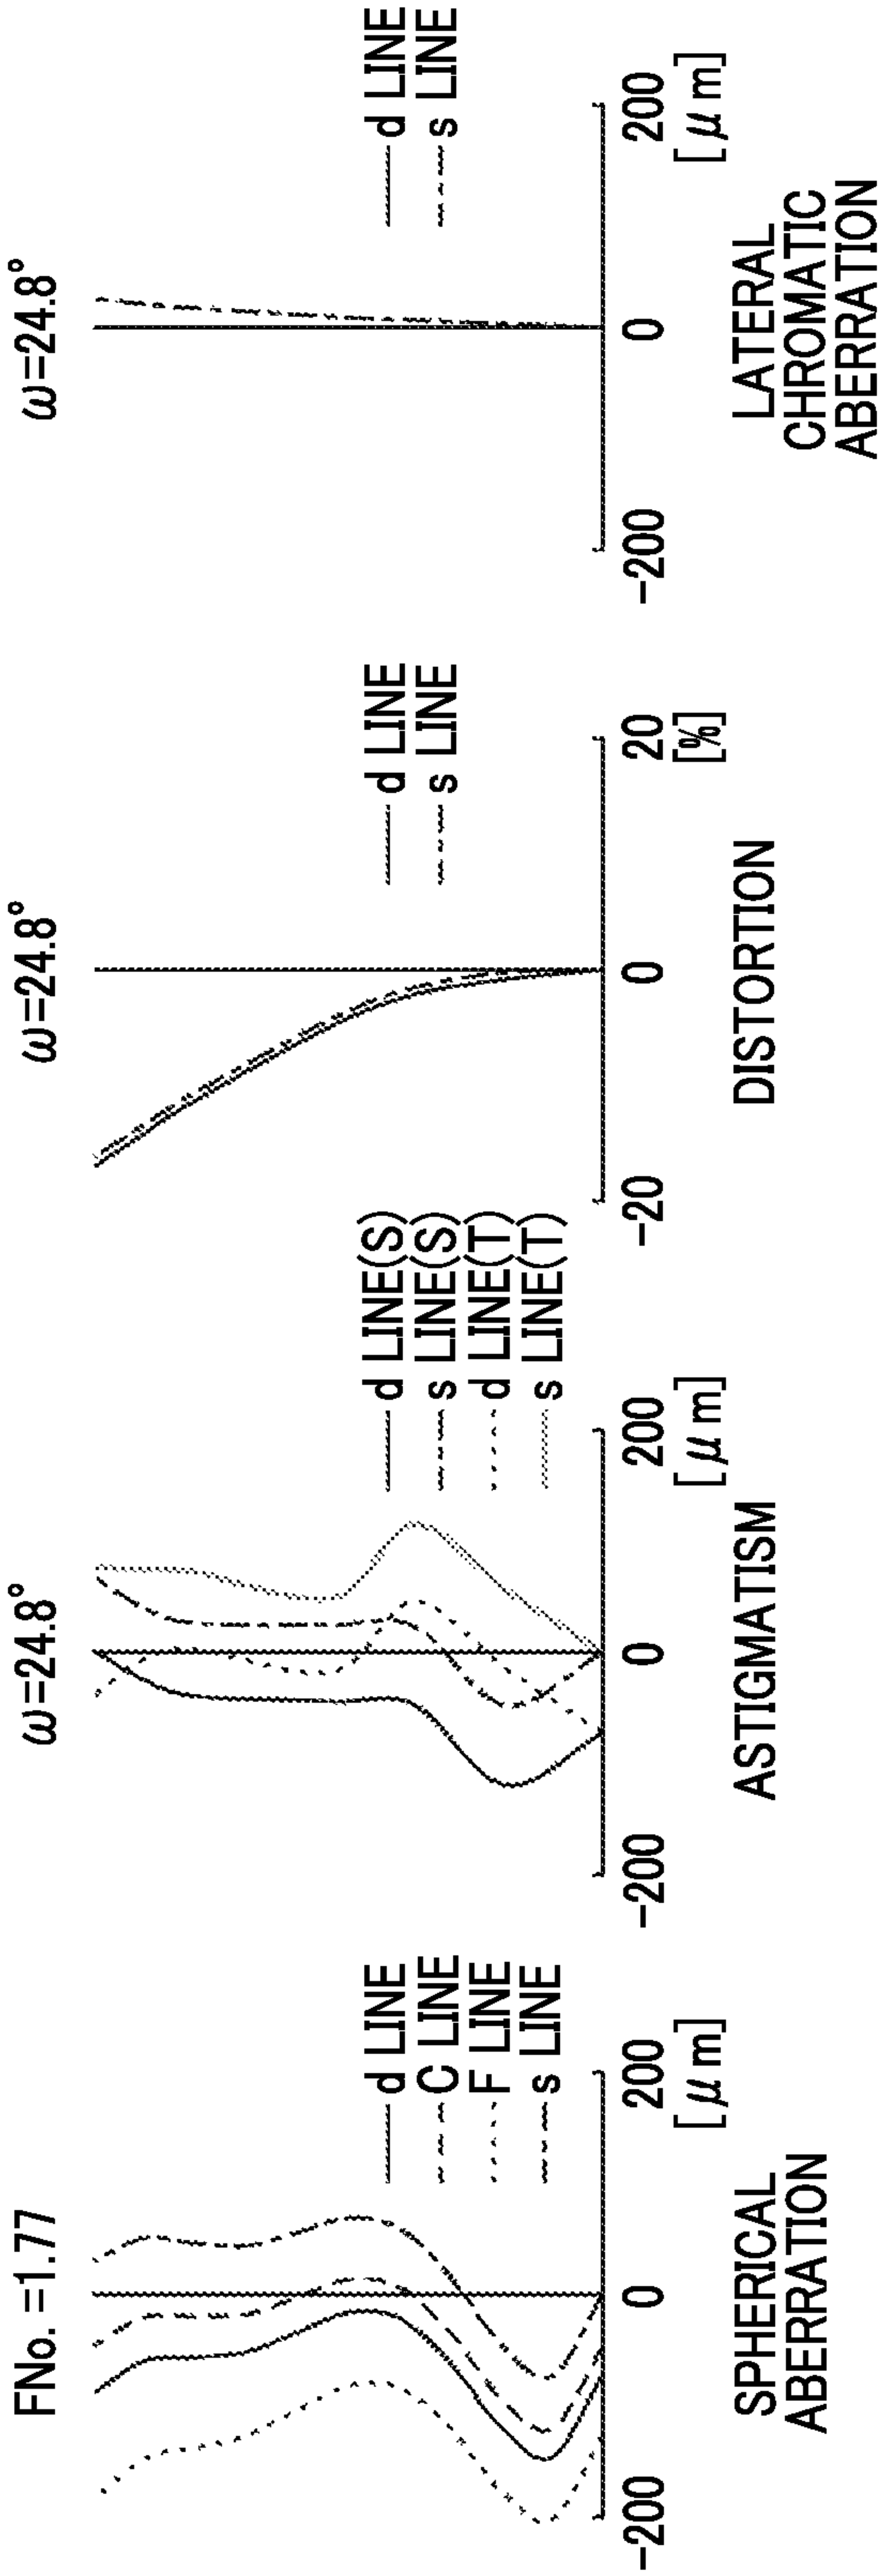 FNo. =1.77
d LINE
C LINE
F LINE
s LINE
-200
0
200
[μm]
SPHERICAL
ABERRATION
ω=24.8°
d LINE(S)
s LINE(S)
d LINE(T)
s LINE(T)
-200
0
200
[μm]
ASTIGMATISM
ω=24.8°
d LINE
s LINE
-20
0
20
[%]
DISTORTION
ω=24.8°
d LINE
s LINE
-200
0
200
[μm]
LATERAL
CHROMATIC
ABERRATION